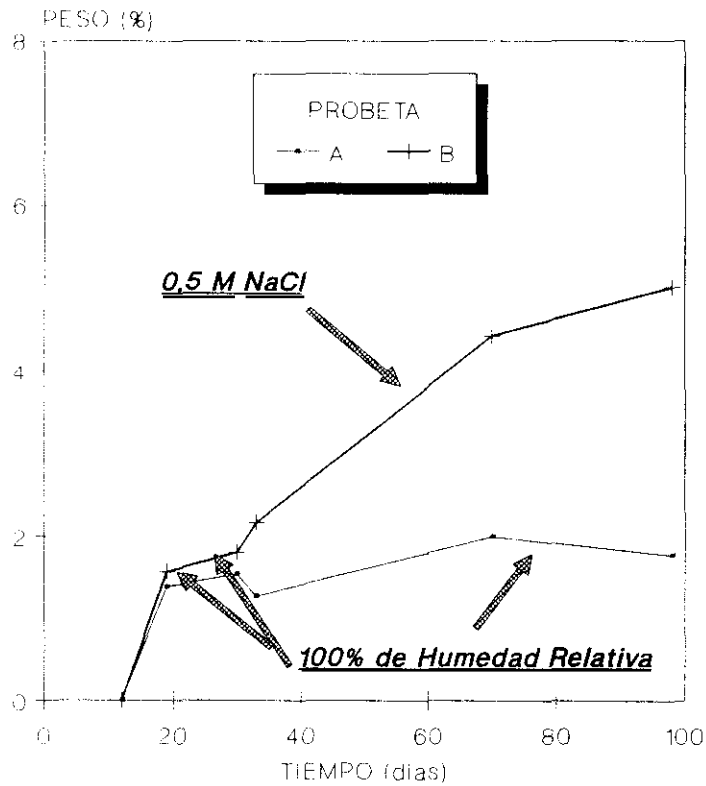 PESO (%)
8
PROBETA
A B
6
0,5 M NaCl
4
2
100% de Humedad Relativa
0
0 20 40 60 80 100
TIEMPO (dias)